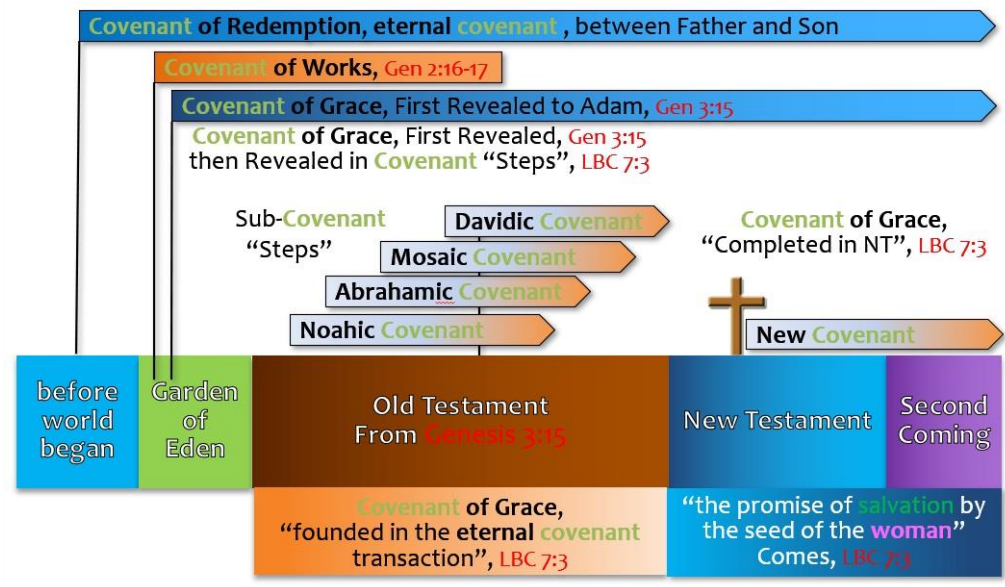 Covenant of Redemption, eternal covenant , between Father and Son
Covenant of Works, Gen 2:16-17
Covenant of Grace, First Revealed to Adam, Gen 3:15
Covenant of Grace, First Revealed, Gen 3:15
then Revealed in Covenant “Steps”, LBC 7:3
Sub-Covenant
“Steps”
Davidic Covenant
Mosaic Covenant
Abrahamic Covenant
Noahic Covenant
Covenant of Grace,
“Completed in NT”, LBC 7:3
New Covenant
before
world
began
Garden
of
Eden
Old Testament
From Genesis 3:15
New Testament
Second
Coming
Covenant of Grace,
“founded in the eternal covenant
transaction”, LBC 7:3
“the promise of salvation by
the seed of the woman”
Comes, LBC 7:3